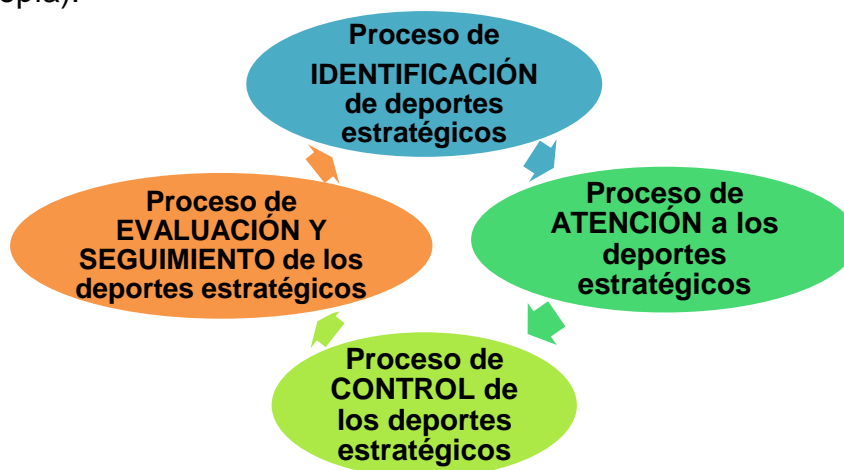 opia).
Proceso de
IDENTIFICACIÓN
de deportes
estratégicos
Proceso de
EVALUACIÓN Y
SEGUIMIENTO de los
deportes estratégicos
Proceso de
ATENCIÓN a los
deportes
estratégicos
Proceso de
CONTROL de
los deportes
estratégicos